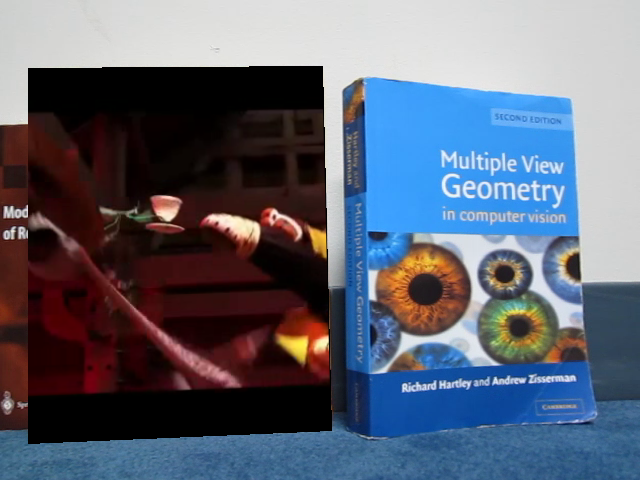 Mod
of Ro
SECOND EDITION
Multiple View
Geometry
in computer vision
Richard Hartley and Andrew Zisserman
CAMBRIDGE
Hartley and
Zisserman
Multiple View Geometry